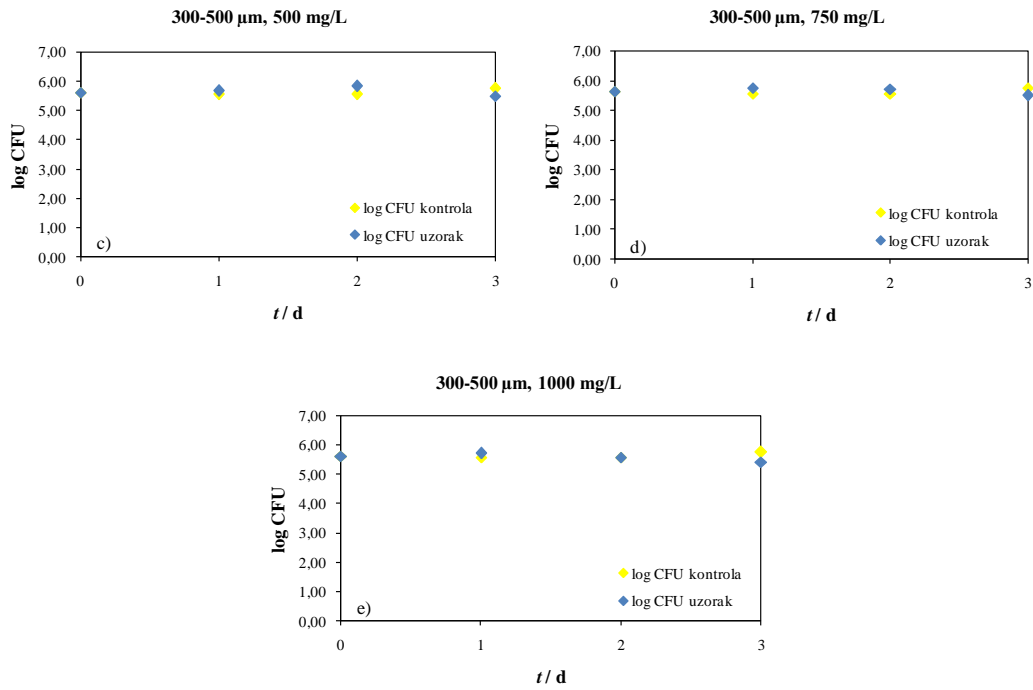 300-500 µm, 500 mg/L
7,00
6,00
5,00
4,00
3,00
2,00
1,00
0,00
log CFU
log CFU kontrola
log CFU uzorak
c)
0 1 2 3
t / d
300-500 µm, 750 mg/L
7,00
6,00
5,00
4,00
3,00
2,00
1,00
0,00
log CFU
log CFU kontrola
log CFU uzorak
d)
0 1 2 3
t / d
300-500 µm, 1000 mg/L
7,00
6,00
5,00
4,00
3,00
2,00
1,00
0,00
log CFU
log CFU kontrola
log CFU uzorak
e)
0 1 2 3
t / d